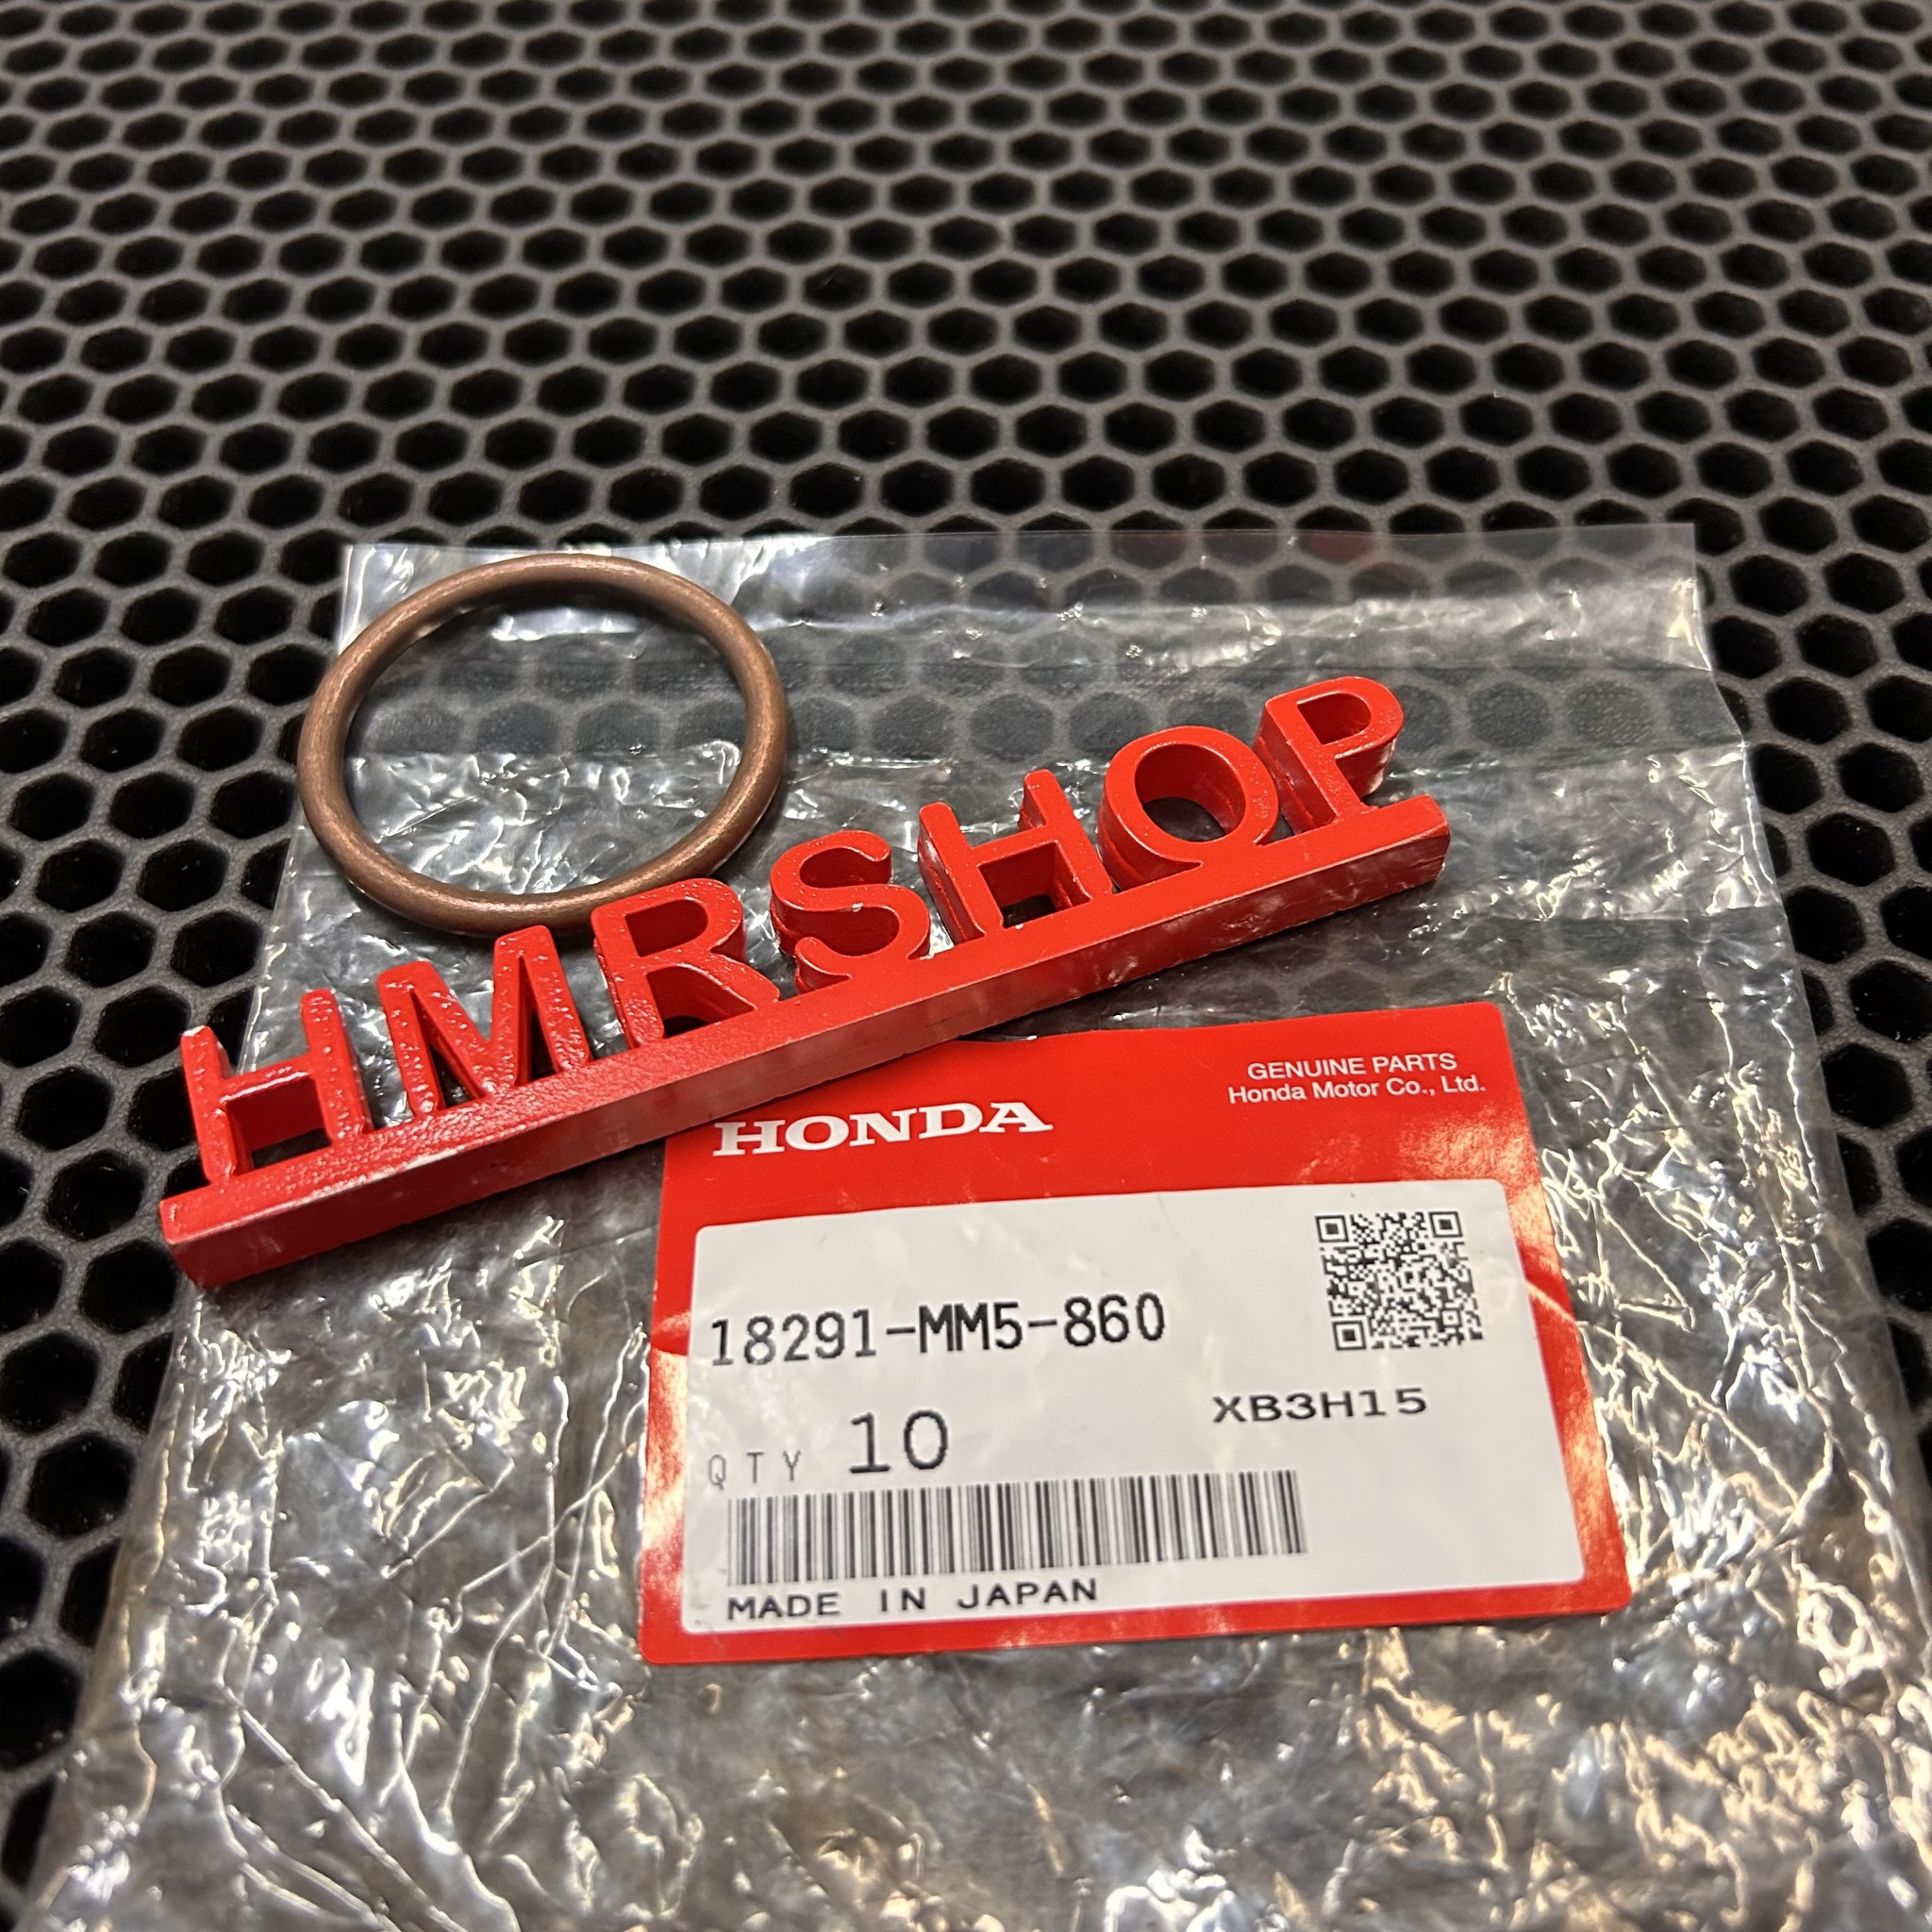 HMRSHOP
GENUINE PARTS
Honda Motor Co., Ltd.
HONDA
18291-MM5-860
XB3H15
QTY 10
MADE IN JAPAN